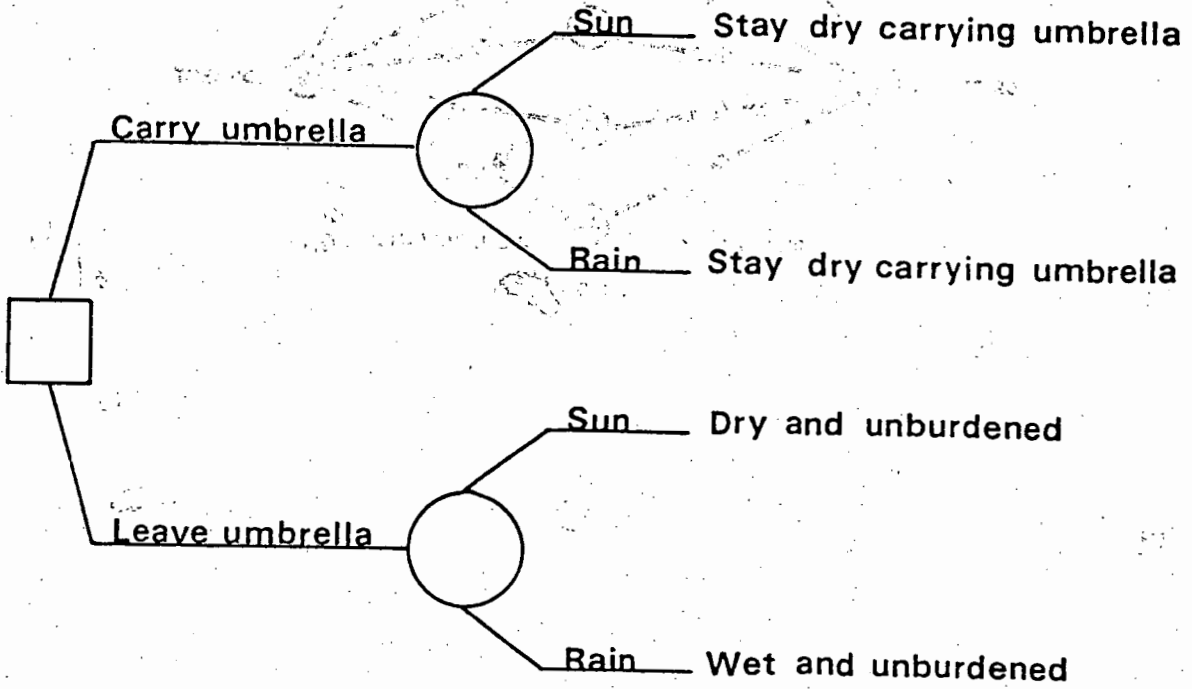 Sun Stay dry carrying umbrella
Carry umbrella
Rain Stay dry carrying umbrella
Sun Dry and unburdened
Leave umbrella
Rain Wet and unburdened